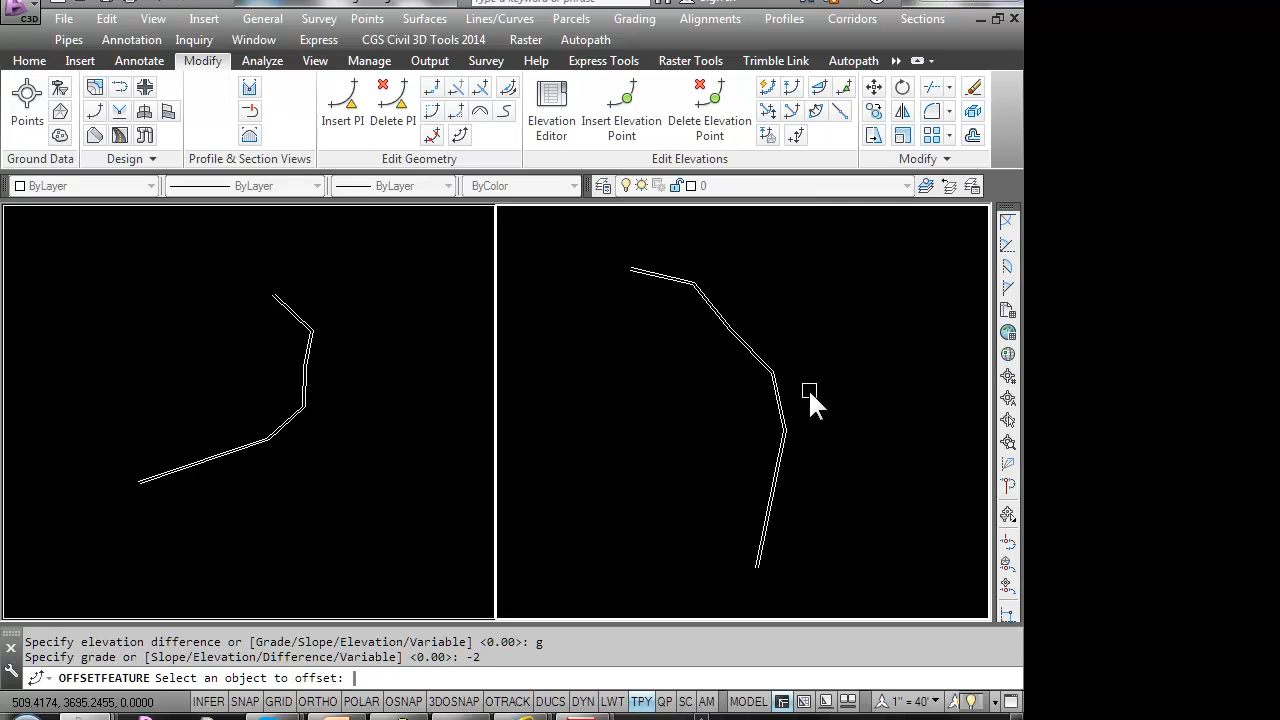 C3D
Type a keyword or phrase
File Edit View Insert General Survey Points Surfaces Lines/Curves Parcels Grading Alignments Profiles Corridors Sections
Pipes Annotation Inquiry Window Express CGS Civil 3D Tools 2014 Raster Autopath
Home Insert Annotate Modify Analyze View Manage Output Survey Help Express Tools Raster Tools Trimble Link Autopath
Points Insert PI Delete PI Elevation Editor Insert Elevation Point Delete Elevation Point
Ground Data Design Profile & Section Views Edit Geometry Edit Elevations Modify
ByLayer ByLayer ByLayer ByColor 0
Specify elevation difference or [Grade/Slope/Elevation/Variable] <0.00>: g
Specify grade or [Slope/Elevation/Difference/Variable] <0.00>: -2
OFFSETFEATURE Select an object to offset:
509.4174, 3695.2455, 0.0000 INFER SNAP GRID ORTHO POLAR OSNAP 3DOSNAP OTRACK DUCS DYN LWT TPY QP SC AM MODEL 1" = 40'